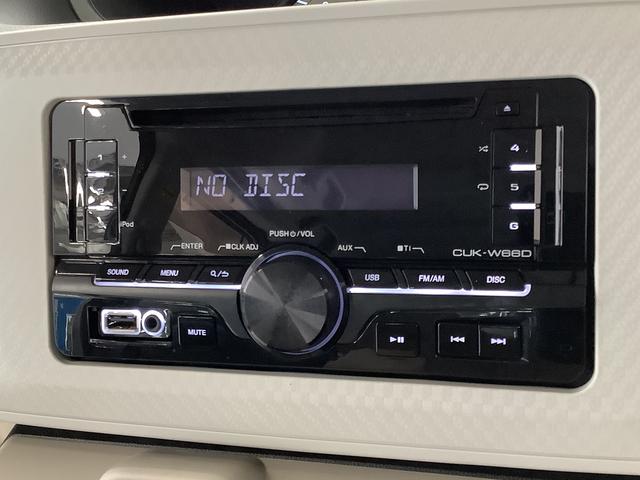 1
2
+
-
iPod
4
5
6
NO DISC
PUSH /VOL
ENTER
CLK ADJ
AUX
TI
CUK-W66D
SOUND
MENU
USB
FM/AM
DISC
MUTE